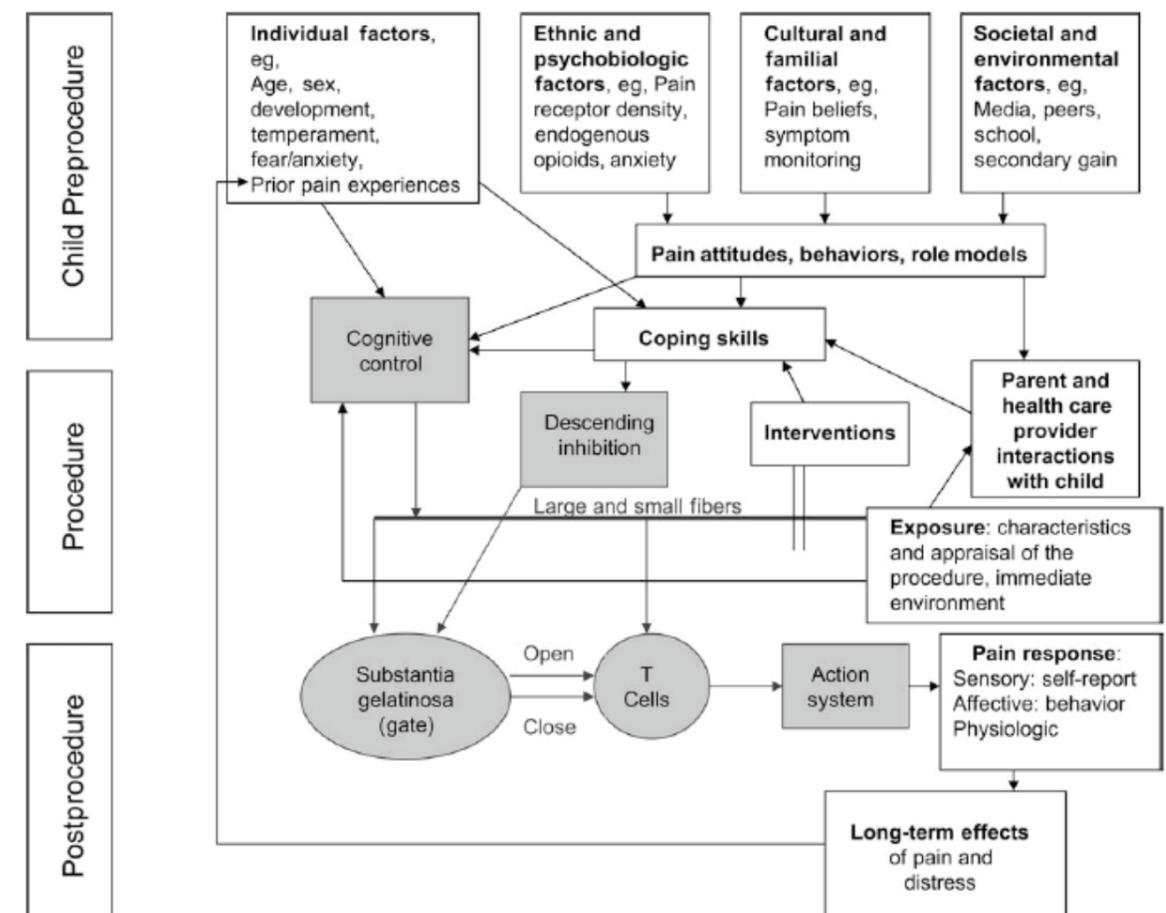 Child Preprocedure
Individual factors,
eg,
Age, sex,
development,
temperament,
fear/anxiety,
Prior pain experiences
Ethnic and
psychobiologic
factors, eg, Pain
receptor density,
endogenous
opioids, anxiety
Cultural and
familial
factors, eg,
Pain beliefs,
symptom
monitoring
Societal and
environmental
factors, eg,
Media, peers,
school,
secondary gain
Pain attitudes, behaviors, role models
Cognitive
control
Coping skills
Procedure
Descending
inhibition
Interventions
Parent and
health care
provider
interactions
with child
Large and small fibers
Exposure: characteristics
and appraisal of the
procedure, immediate
environment
Postprocedure
Substantia
gelatinosa
(gate)
Open
Close
T
Cells
Action
system
Pain response:
Sensory: self-report
Affective: behavior
Physiologic
Long-term effects
of pain and
distress